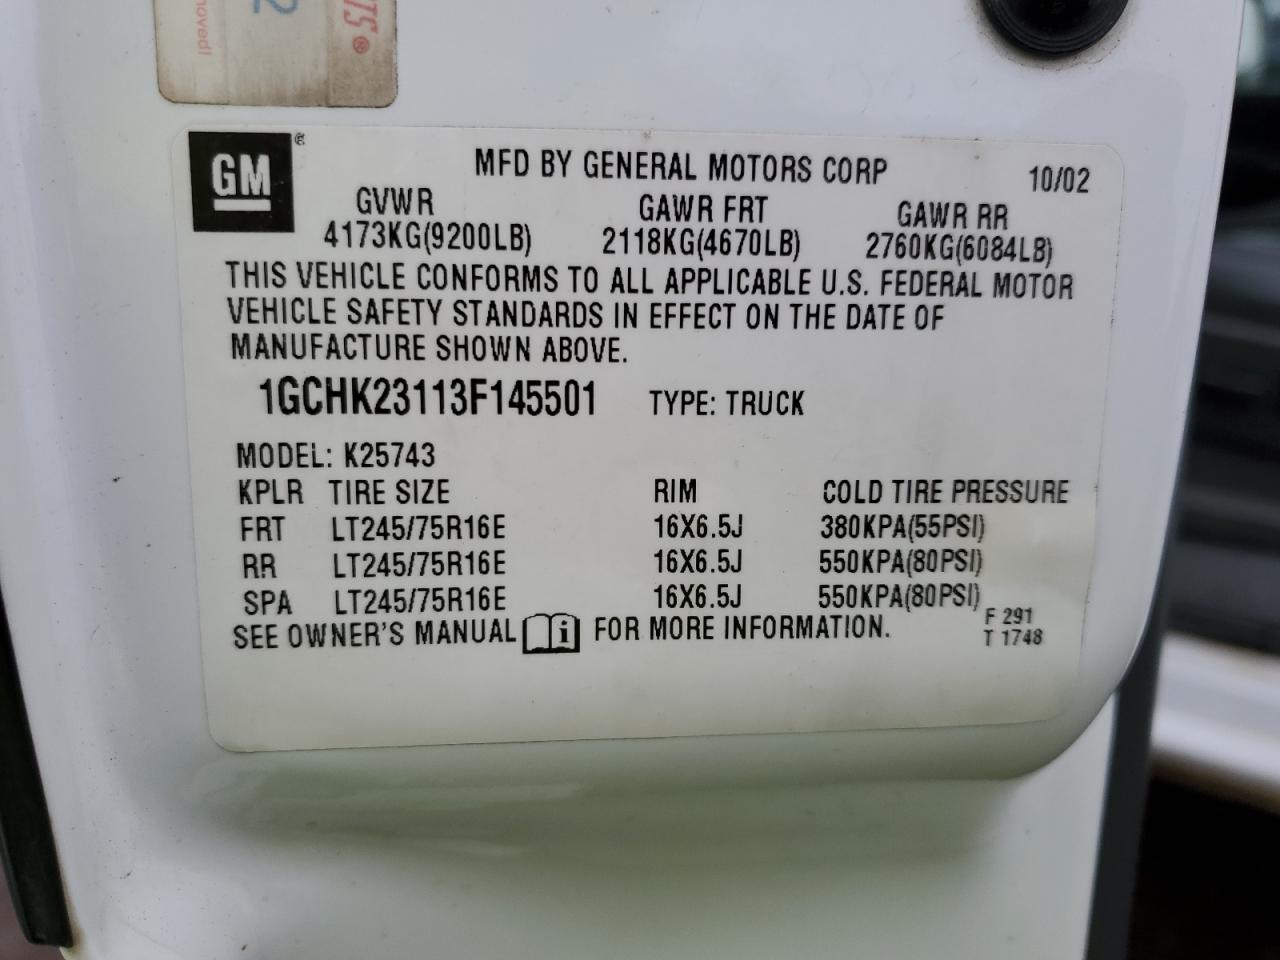 TS®
2
moved!
GM®
MFD BY GENERAL MOTORS CORP 10/02
GVWR GAWR FRT GAWR RR
4173KG(9200LB) 2118KG(4670LB) 2760KG(6084LB)
THIS VEHICLE CONFORMS TO ALL APPLICABLE U.S. FEDERAL MOTOR
VEHICLE SAFETY STANDARDS IN EFFECT ON THE DATE OF
MANUFACTURE SHOWN ABOVE.
1GCHK23113F145501 TYPE: TRUCK
MODEL: K25743
KPLR TIRE SIZE RIM COLD TIRE PRESSURE
FRT LT245/75R16E 16X6.5J 380KPA(55PSI)
RR LT245/75R16E 16X6.5J 550KPA(80PSI)
SPA LT245/75R16E 16X6.5J 550KPA(80PSI)
SEE OWNER'S MANUAL i FOR MORE INFORMATION.
F 291
T 1748